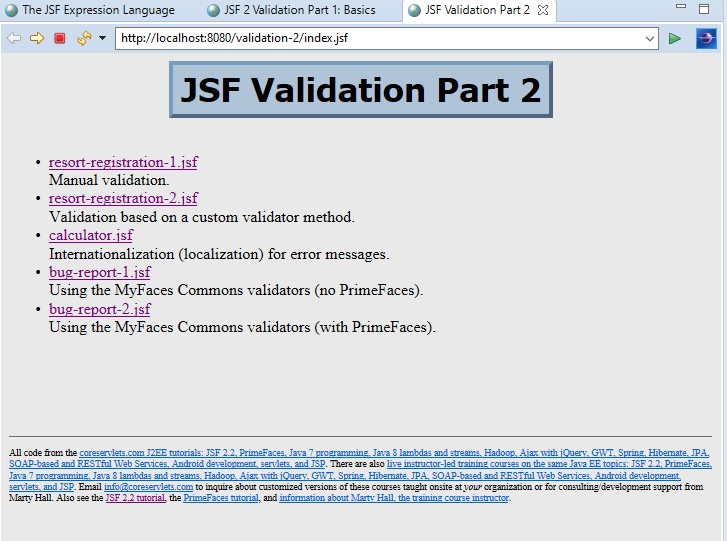 The JSF Expression Language JSF 2 Validation Part 1: Basics JSF Validation Part 2
http://localhost:8080/validation-2/index.jsf
JSF Validation Part 2
• resort-registration-1.jsf
Manual validation.
• resort-registration-2.jsf
Validation based on a custom validator method.
• calculator.jsf
Internationalization (localization) for error messages.
• bug-report-1.jsf
Using the MyFaces Commons validators (no PrimeFaces).
• bug-report-2.jsf
Using the MyFaces Commons validators (with PrimeFaces).
All code from the coreservlets.com J2EE tutorials: JSF 2.2, PrimeFaces, Java 7 programming, Java 8 lambdas and streams, Hadoop, Ajax with jQuery, GWT, Spring, Hibernate, JPA,
SOAP-based and RESTful Web Services, Android development, servlets, and JSP. There are also live instructor-led training courses on the same Java EE topics: JSF 2.2, PrimeFaces,
Java 7 programming, Java 8 lambdas and streams, Hadoop, Ajax with jQuery, GWT, Spring, Hibernate, JPA, SOAP-based and RESTful Web Services, Android development,
servlets, and JSP. Email info@coreservlets.com to inquire about customized versions of these courses taught onsite at your organization or for consulting/development support from
Marty Hall. Also see the JSF 2.2 tutorial, the PrimeFaces tutorial, and information about Marty Hall, the training course instructor.